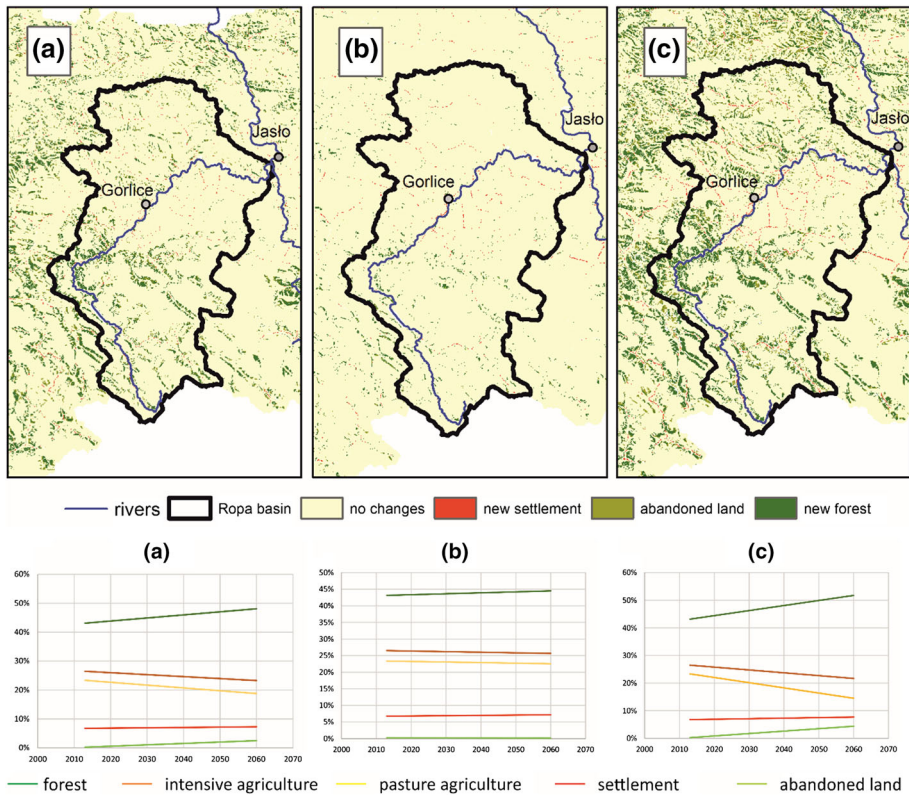 (a)
(b)
(c)
Jasło
Jasło
Jasło
Gorlice
Gorlice
Gorlice
rivers Ropa basin no changes new settlement abandoned land new forest
(a)
(b)
(c)
60%
50%
40%
30%
20%
10%
0%
2000 2010 2020 2030 2040 2050 2060 2070
50%
45%
40%
35%
30%
25%
20%
15%
10%
5%
0%
2000 2010 2020 2030 2040 2050 2060 2070
60%
50%
40%
30%
20%
10%
0%
2000 2010 2020 2030 2040 2050 2060 2070
forest intensive agriculture pasture agriculture settlement abandoned land